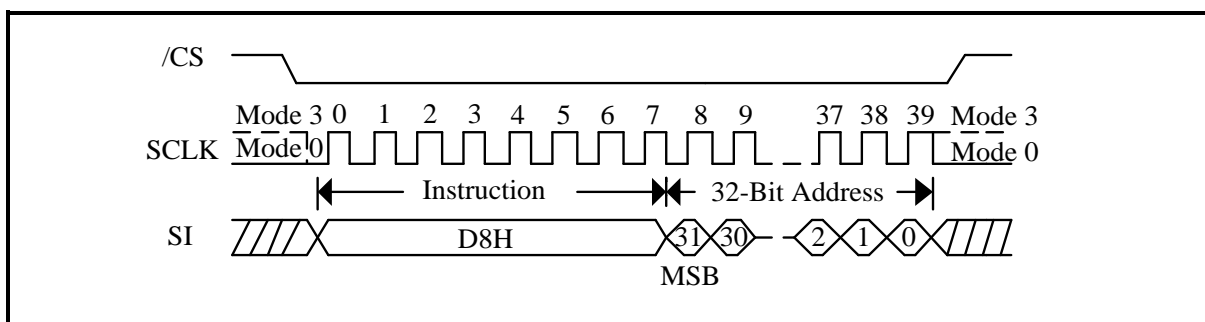 /CS
Mode 3 0 1 2 3 4 5 6 7 8 9 37 38 39 Mode 3
SCLK Mode 0 Mode 0
Instruction 32-Bit Address
SI D8H 31 30 2 1 0
MSB